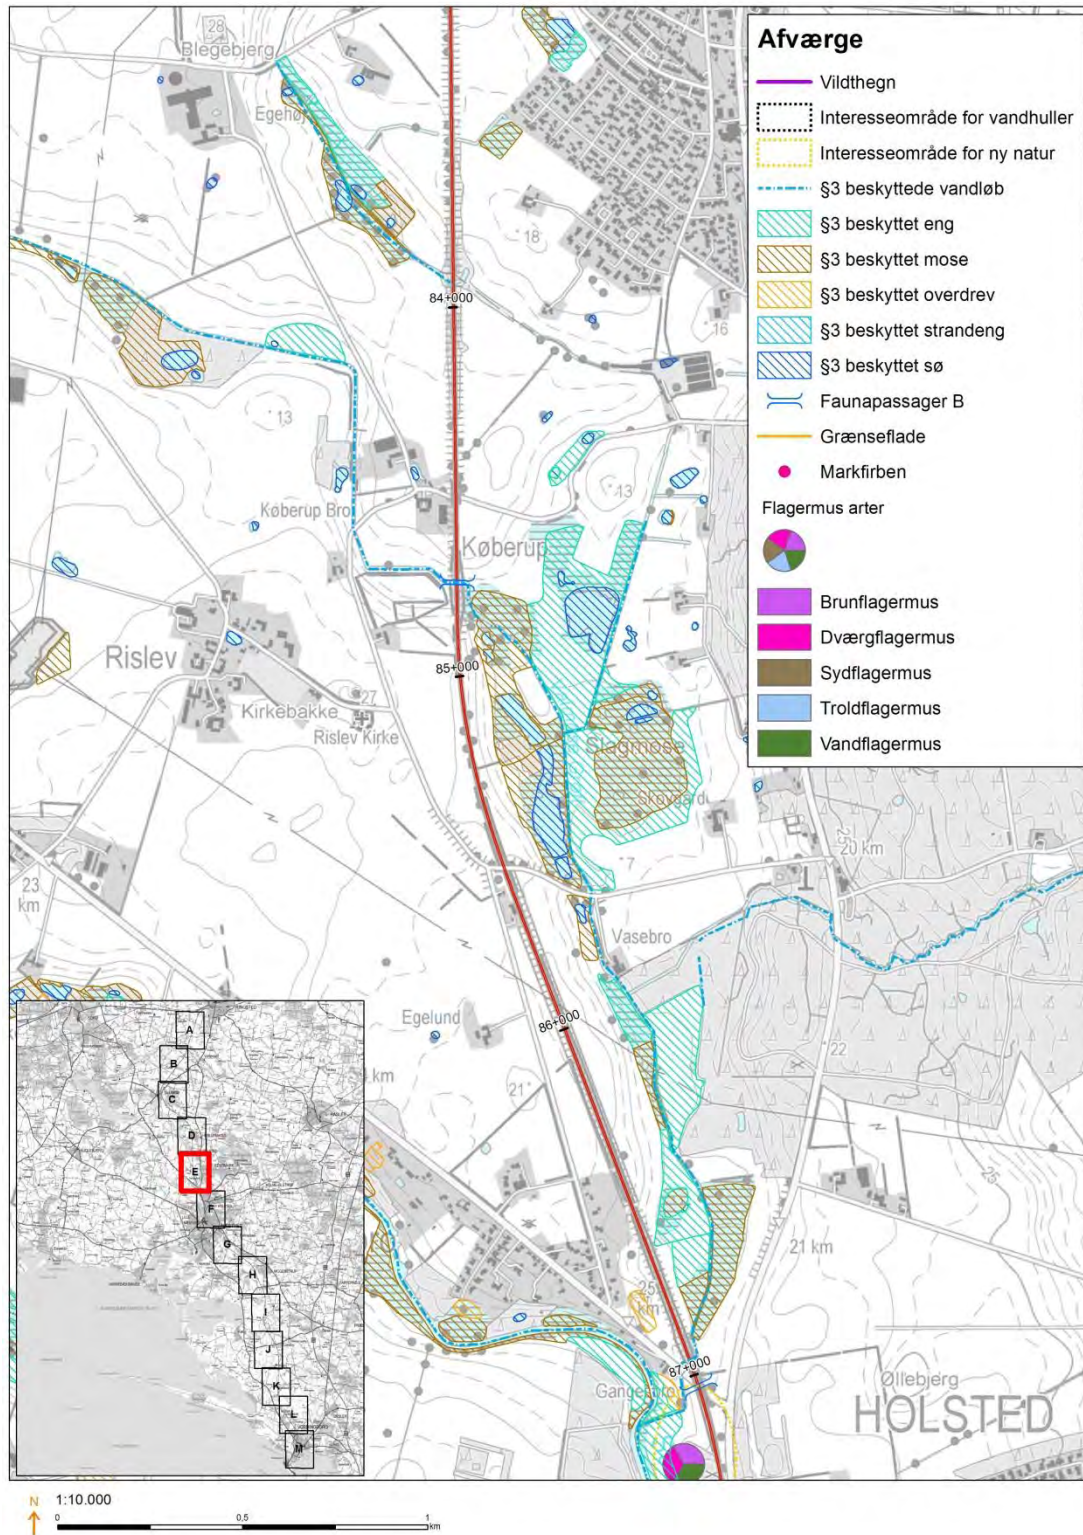 Afværge
Vildthegn
Interesseområde for vandhuller
Interesseområde for ny natur
§3 beskyttede vandløb
§3 beskyttet eng
§3 beskyttet mose
§3 beskyttet overdrev
§3 beskyttet strandeng
§3 beskyttet sø
Faunapassager B
Grænseflade
Markfirben
Flagermus arter
Brunflagermus
Dværgflagermus
Sydflagermus
Troldflagermus
Vandflagermus
28
Blegebjerg
Egehøj
18
84+000
16
13
13
Køberup Bro
Køberup
Rislev
85+000
Kirkebakke
27
Rislev Kirke
Slagmose
Skovgård
7
20 km
23
km
Vasebro
86+000
Egelund
22
21
25
21 km
25
km
87+000
Gangesbro
Øllebjerg
HOLSTED
A
B
C
D
E
F
G
H
I
J
K
L
M
N
1:10.000
0
0,5
1
km